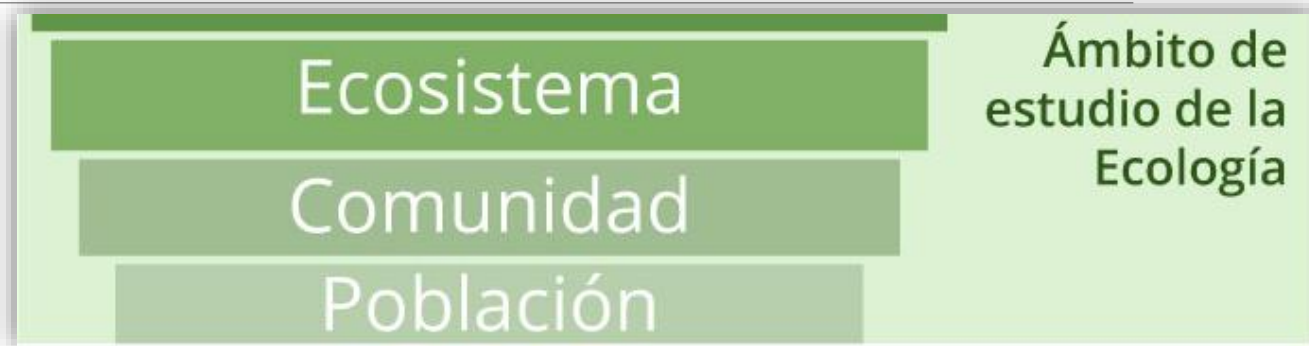 Ecosistema
Comunidad
Población
Ámbito de
estudio de la
Ecología